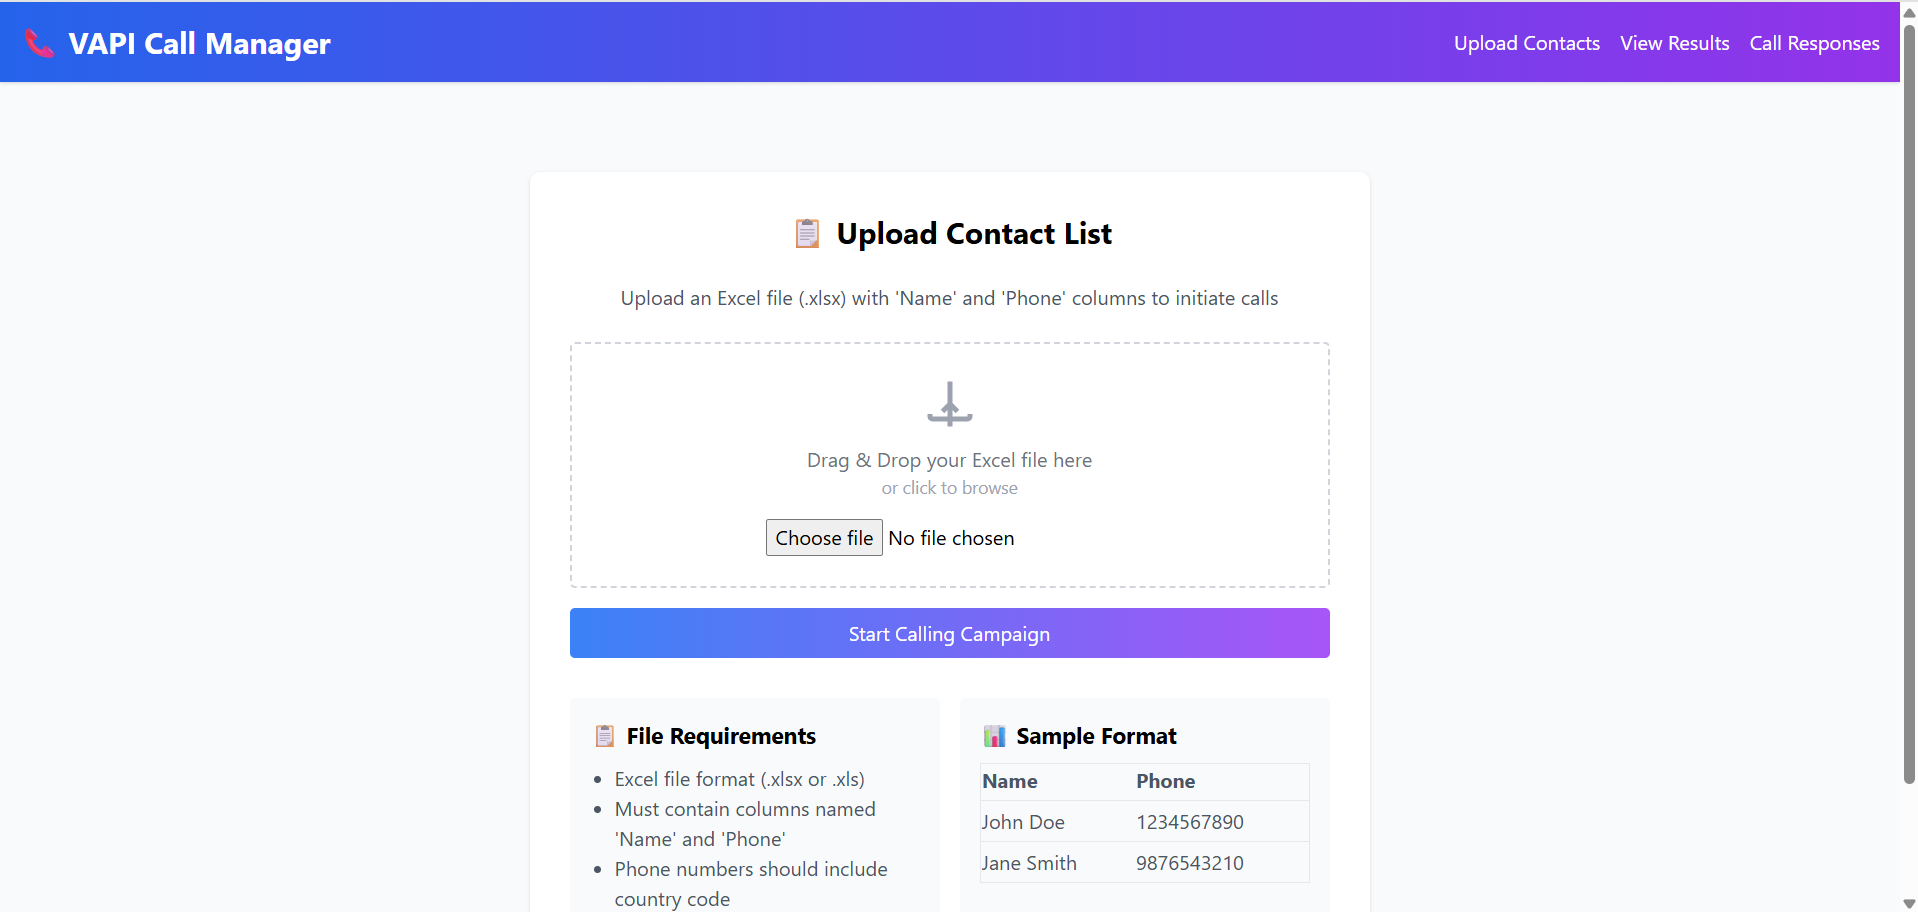 VAPI Call Manager
Upload Contacts View Results Call Responses
Upload Contact List
Upload an Excel file (.xlsx) with 'Name' and 'Phone' columns to initiate calls
Drag & Drop your Excel file here
or click to browse
Choose file No file chosen
Start Calling Campaign
File Requirements
Excel file format (.xlsx or .xls)
Must contain columns named
'Name' and 'Phone'
Phone numbers should include
country code
Sample Format
Name Phone
John Doe 1234567890
Jane Smith 9876543210